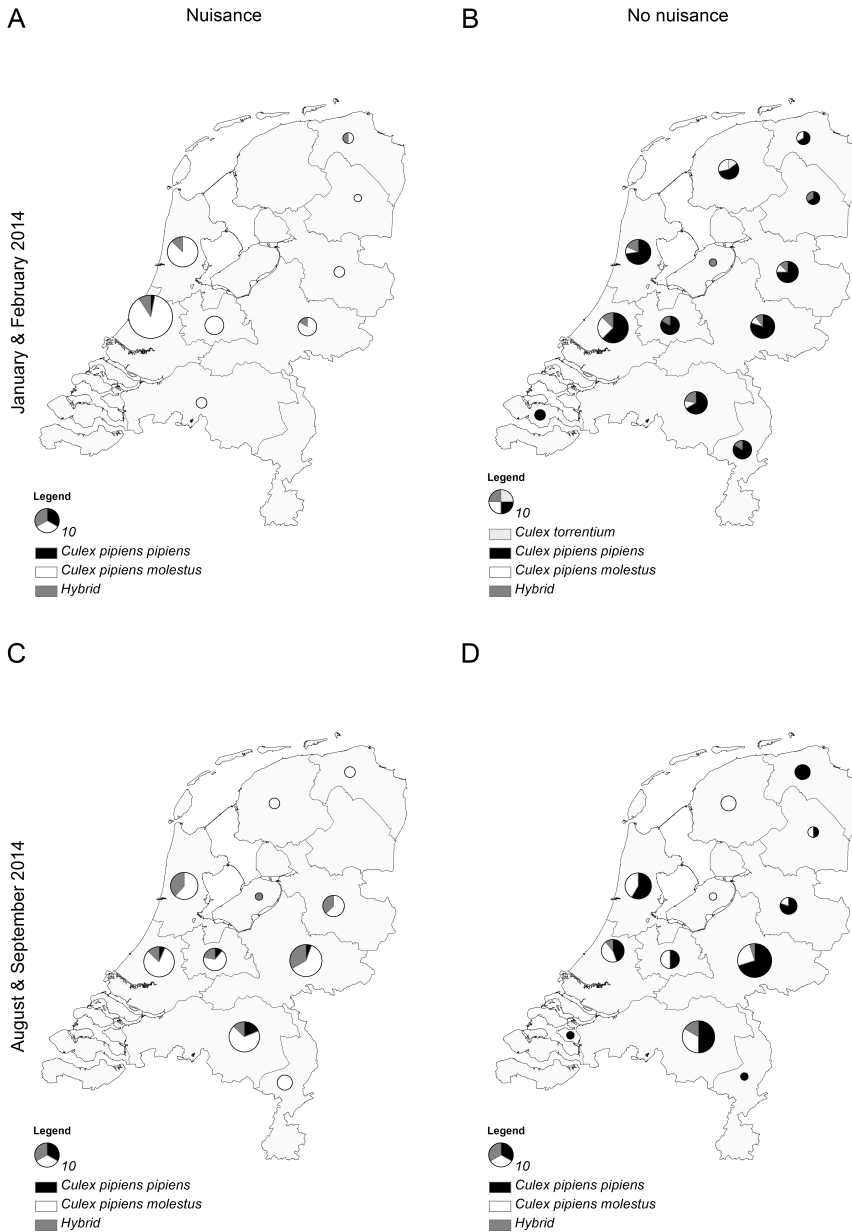 A
Nuisance
B
No nuisance
January & February 2014
Legend
10
Culex pipiens pipiens
Culex pipiens molestus
Hybrid
Legend
10
Culex torrentium
Culex pipiens pipiens
Culex pipiens molestus
Hybrid
C
D
August & September 2014
Legend
10
Culex pipiens pipiens
Culex pipiens molestus
Hybrid
Legend
10
Culex pipiens pipiens
Culex pipiens molestus
Hybrid